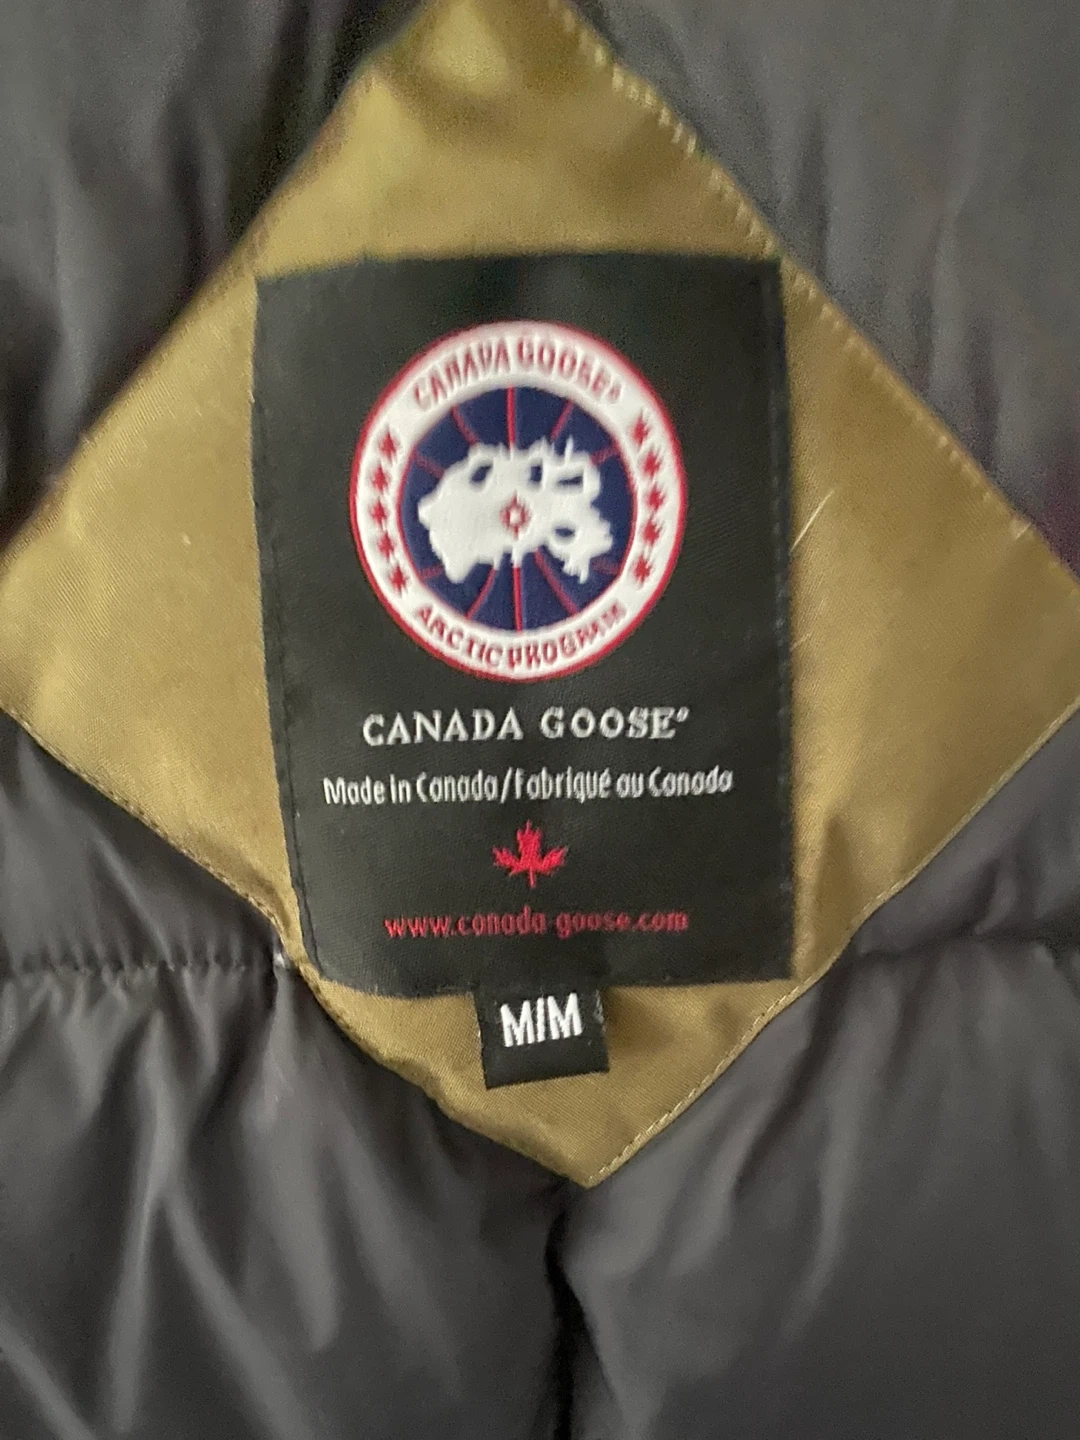 CANADA GOOSE®
ARCTIC PROGRAM
CANADA GOOSE®
Made In Canada/Fabriqué au Canada
www.canada-goose.com
M/M